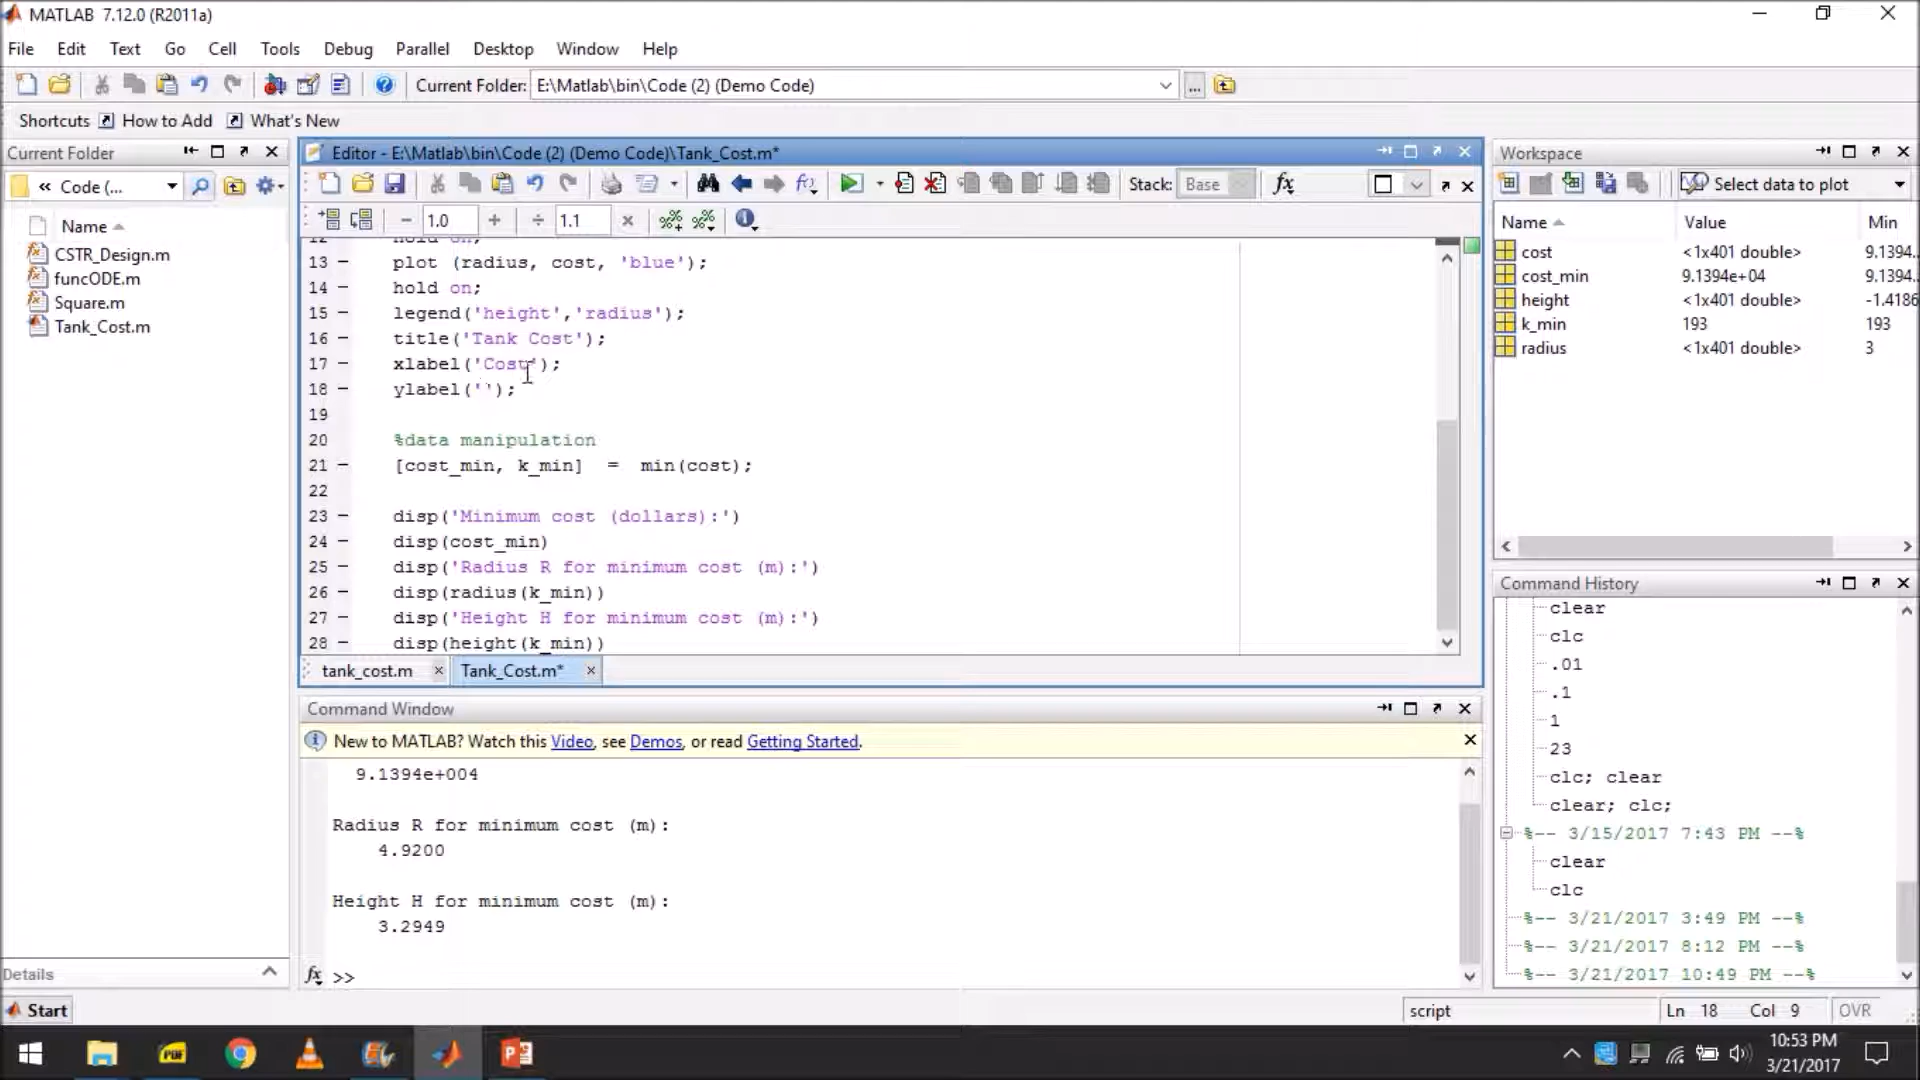 MATLAB 7.12.0 (R2011a)
File Edit Text Go Cell Tools Debug Parallel Desktop Window Help
Current Folder: E:\Matlab\bin\Code (2) (Demo Code) ...
Shortcuts How to Add What's New
Current Folder
« Code (...
Name
CSTR_Design.m
funcODE.m
Square.m
Tank_Cost.m
Details
Editor - E:\Matlab\bin\Code (2) (Demo Code)\Tank_Cost.m*
Stack: Base fx
− 1.0 + ÷ 1.1 ×
12 hold on;
13 – plot (radius, cost, 'blue');
14 – hold on;
15 – legend('height','radius');
16 – title('Tank Cost');
17 – xlabel('Cost');
18 – ylabel('');
19
20 %data manipulation
21 – [cost_min, k_min] = min(cost);
22
23 – disp('Minimum cost (dollars):')
24 – disp(cost_min)
25 – disp('Radius R for minimum cost (m):')
26 – disp(radius(k_min))
27 – disp('Height H for minimum cost (m):')
28 – disp(height(k_min))
tank_cost.m × Tank_Cost.m* ×
Command Window
New to MATLAB? Watch this Video, see Demos, or read Getting Started.
9.1394e+004
Radius R for minimum cost (m):
4.9200
Height H for minimum cost (m):
3.2949
fx >>
Workspace
Select data to plot
Name Value Min
cost <1x401 double> 9.1394..
cost_min 9.1394e+04 9.1394..
height <1x401 double> -1.4186
k_min 193 193
radius <1x401 double> 3
Command History
clear
clc
.01
.1
1
23
clc; clear
clear; clc;
%-- 3/15/2017 7:43 PM --%
clear
clc
%-- 3/21/2017 3:49 PM --%
%-- 3/21/2017 8:12 PM --%
%-- 3/21/2017 10:49 PM --%
Start
script Ln 18 Col 9 OVR
PDF
10:53 PM
3/21/2017